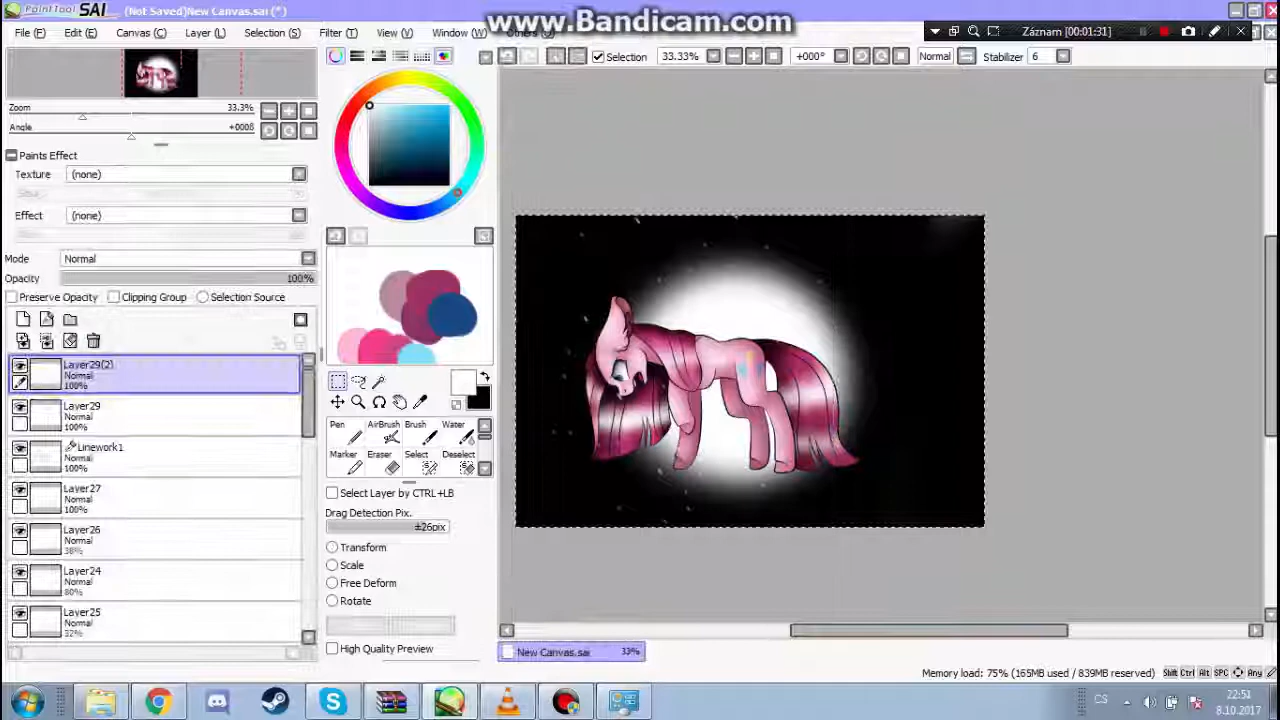 PaintTool SAI (Not Saved)New Canvas.sai (*)
www.Bandicam.com
File (F) Edit (E) Canvas (C) Layer (L) Selection (S) Filter (T) View (V) Window (W) Others (O)
Záznam [00:01:31]
Selection 33.33% +000° Normal Stabilizer 6
Zoom 33.3%
Angle +000β
Paints Effect
Texture (none)
Effect (none)
Mode Normal
Opacity 100%
Preserve Opacity Clipping Group Selection Source
Layer29(2)
Normal
100%
Layer29
Normal
100%
Linework1
Normal
100%
Layer27
Normal
100%
Layer26
Normal
38%
Layer24
Normal
80%
Layer25
Normal
32%
Pen AirBrush Brush Water
Marker Eraser Select Deselect
Select Layer by CTRL+LB
Drag Detection Pix.
±26pix
Transform
Scale
Free Deform
Rotate
High Quality Preview
New Canvas.sai 33%
Memory load: 75% (165MB used / 839MB reserved) Shift Ctrl Alt SPC Any
CS
22:51
8.10.2017